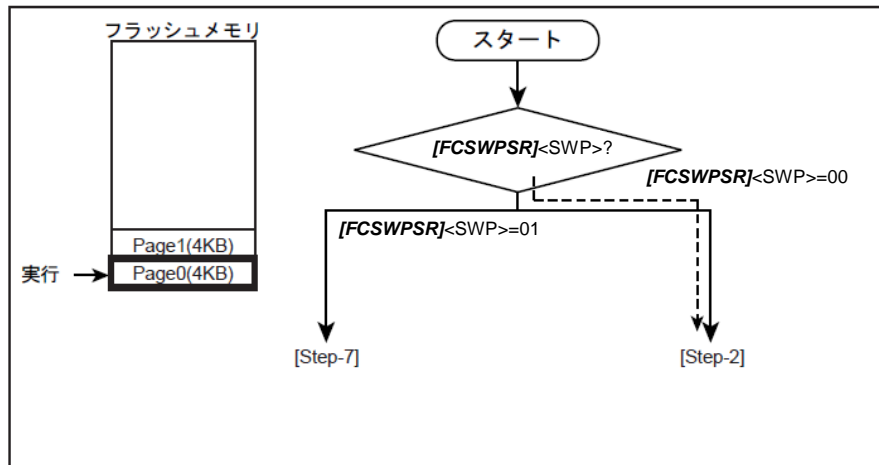 フラッシュメモリ
Page1(4KB)
実行
Page0(4KB)
スタート
[FCSWPSR]<SWP>?
[FCSWPSR]<SWP>=00
[FCSWPSR]<SWP>=01
[Step-7]
[Step-2]